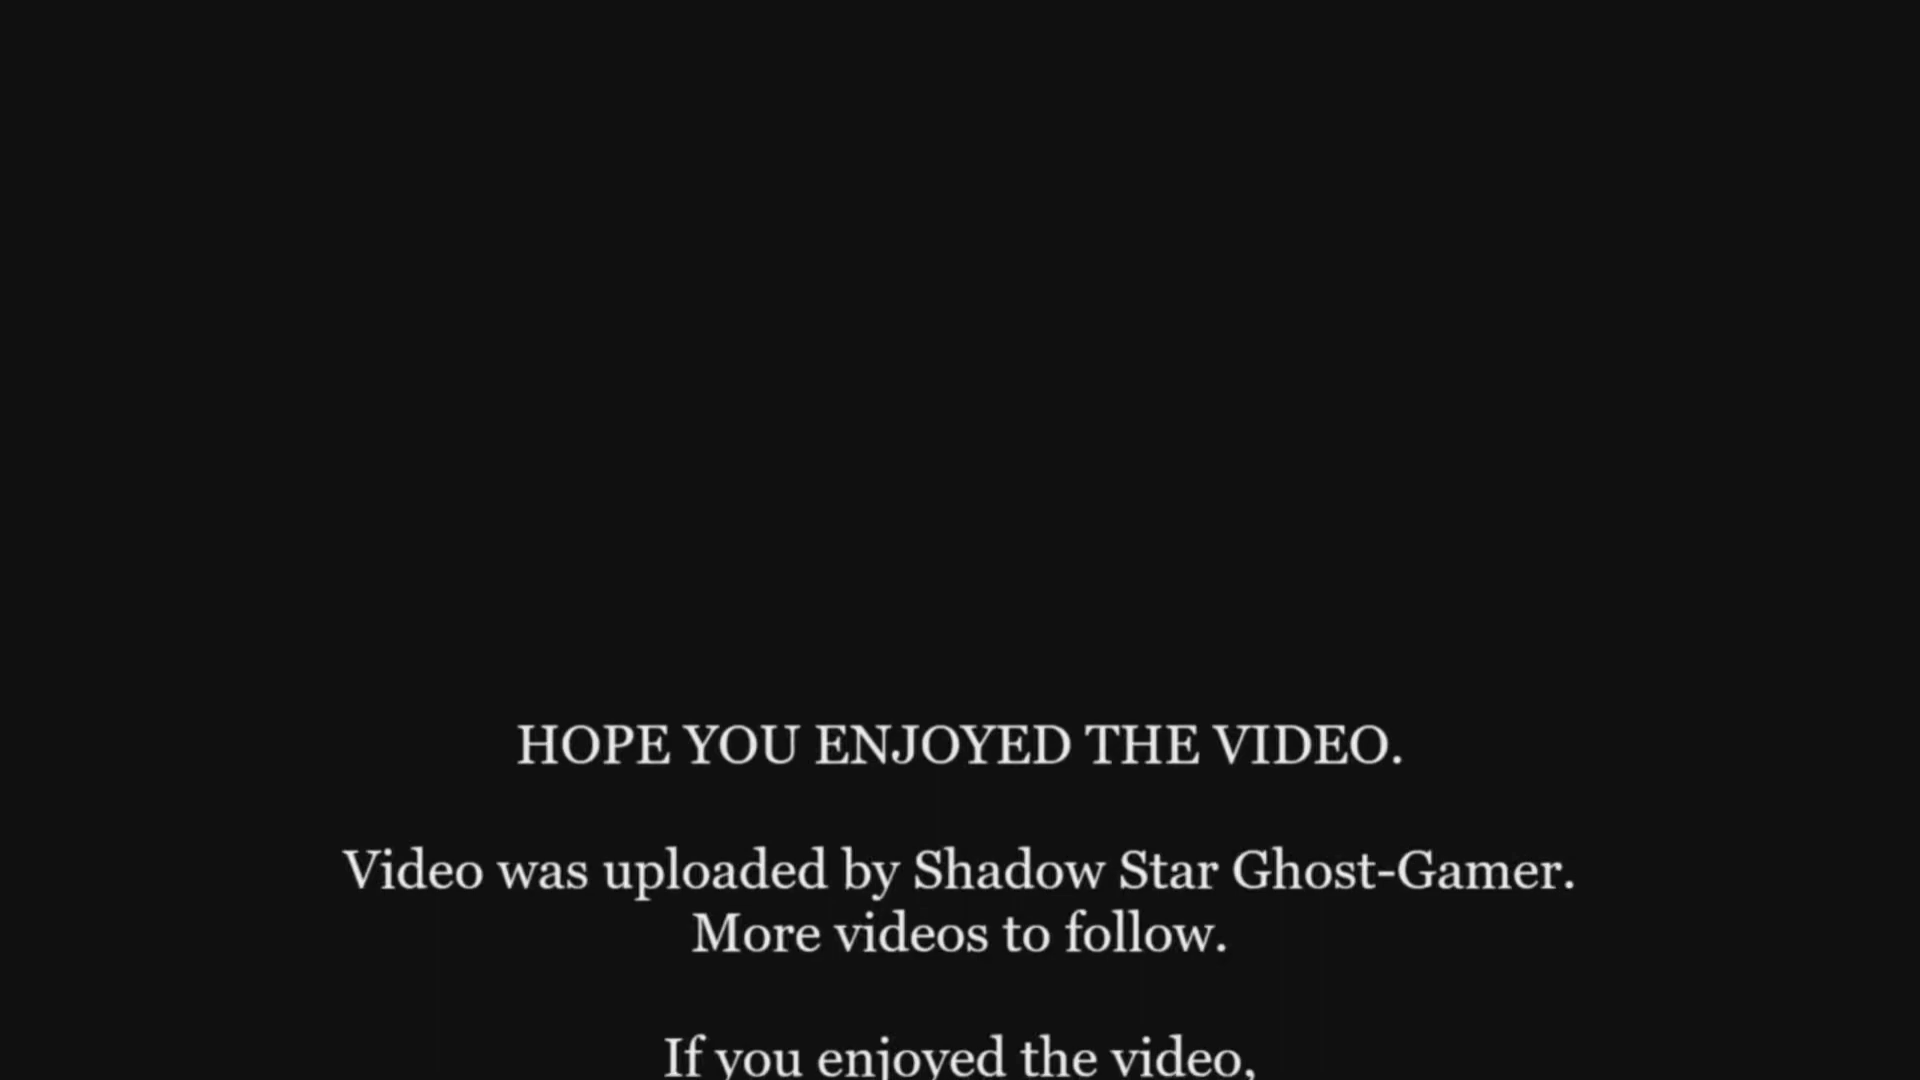 HOPE YOU ENJOYED THE VIDEO.
Video was uploaded by Shadow Star Ghost-Gamer.
More videos to follow.
If you enjoyed the video,